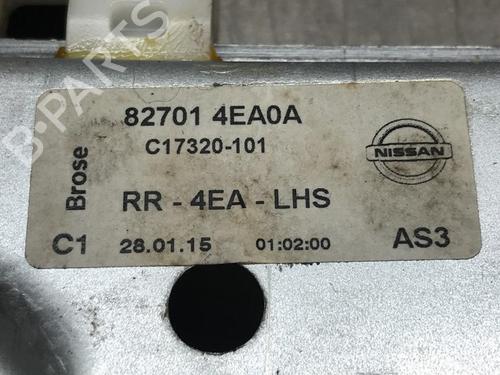 82701 4EA0A
C17320-101
NISSAN
Brose
RR - 4EA - LHS
C1 28.01.15 01:02:00 AS3
B-PARTS